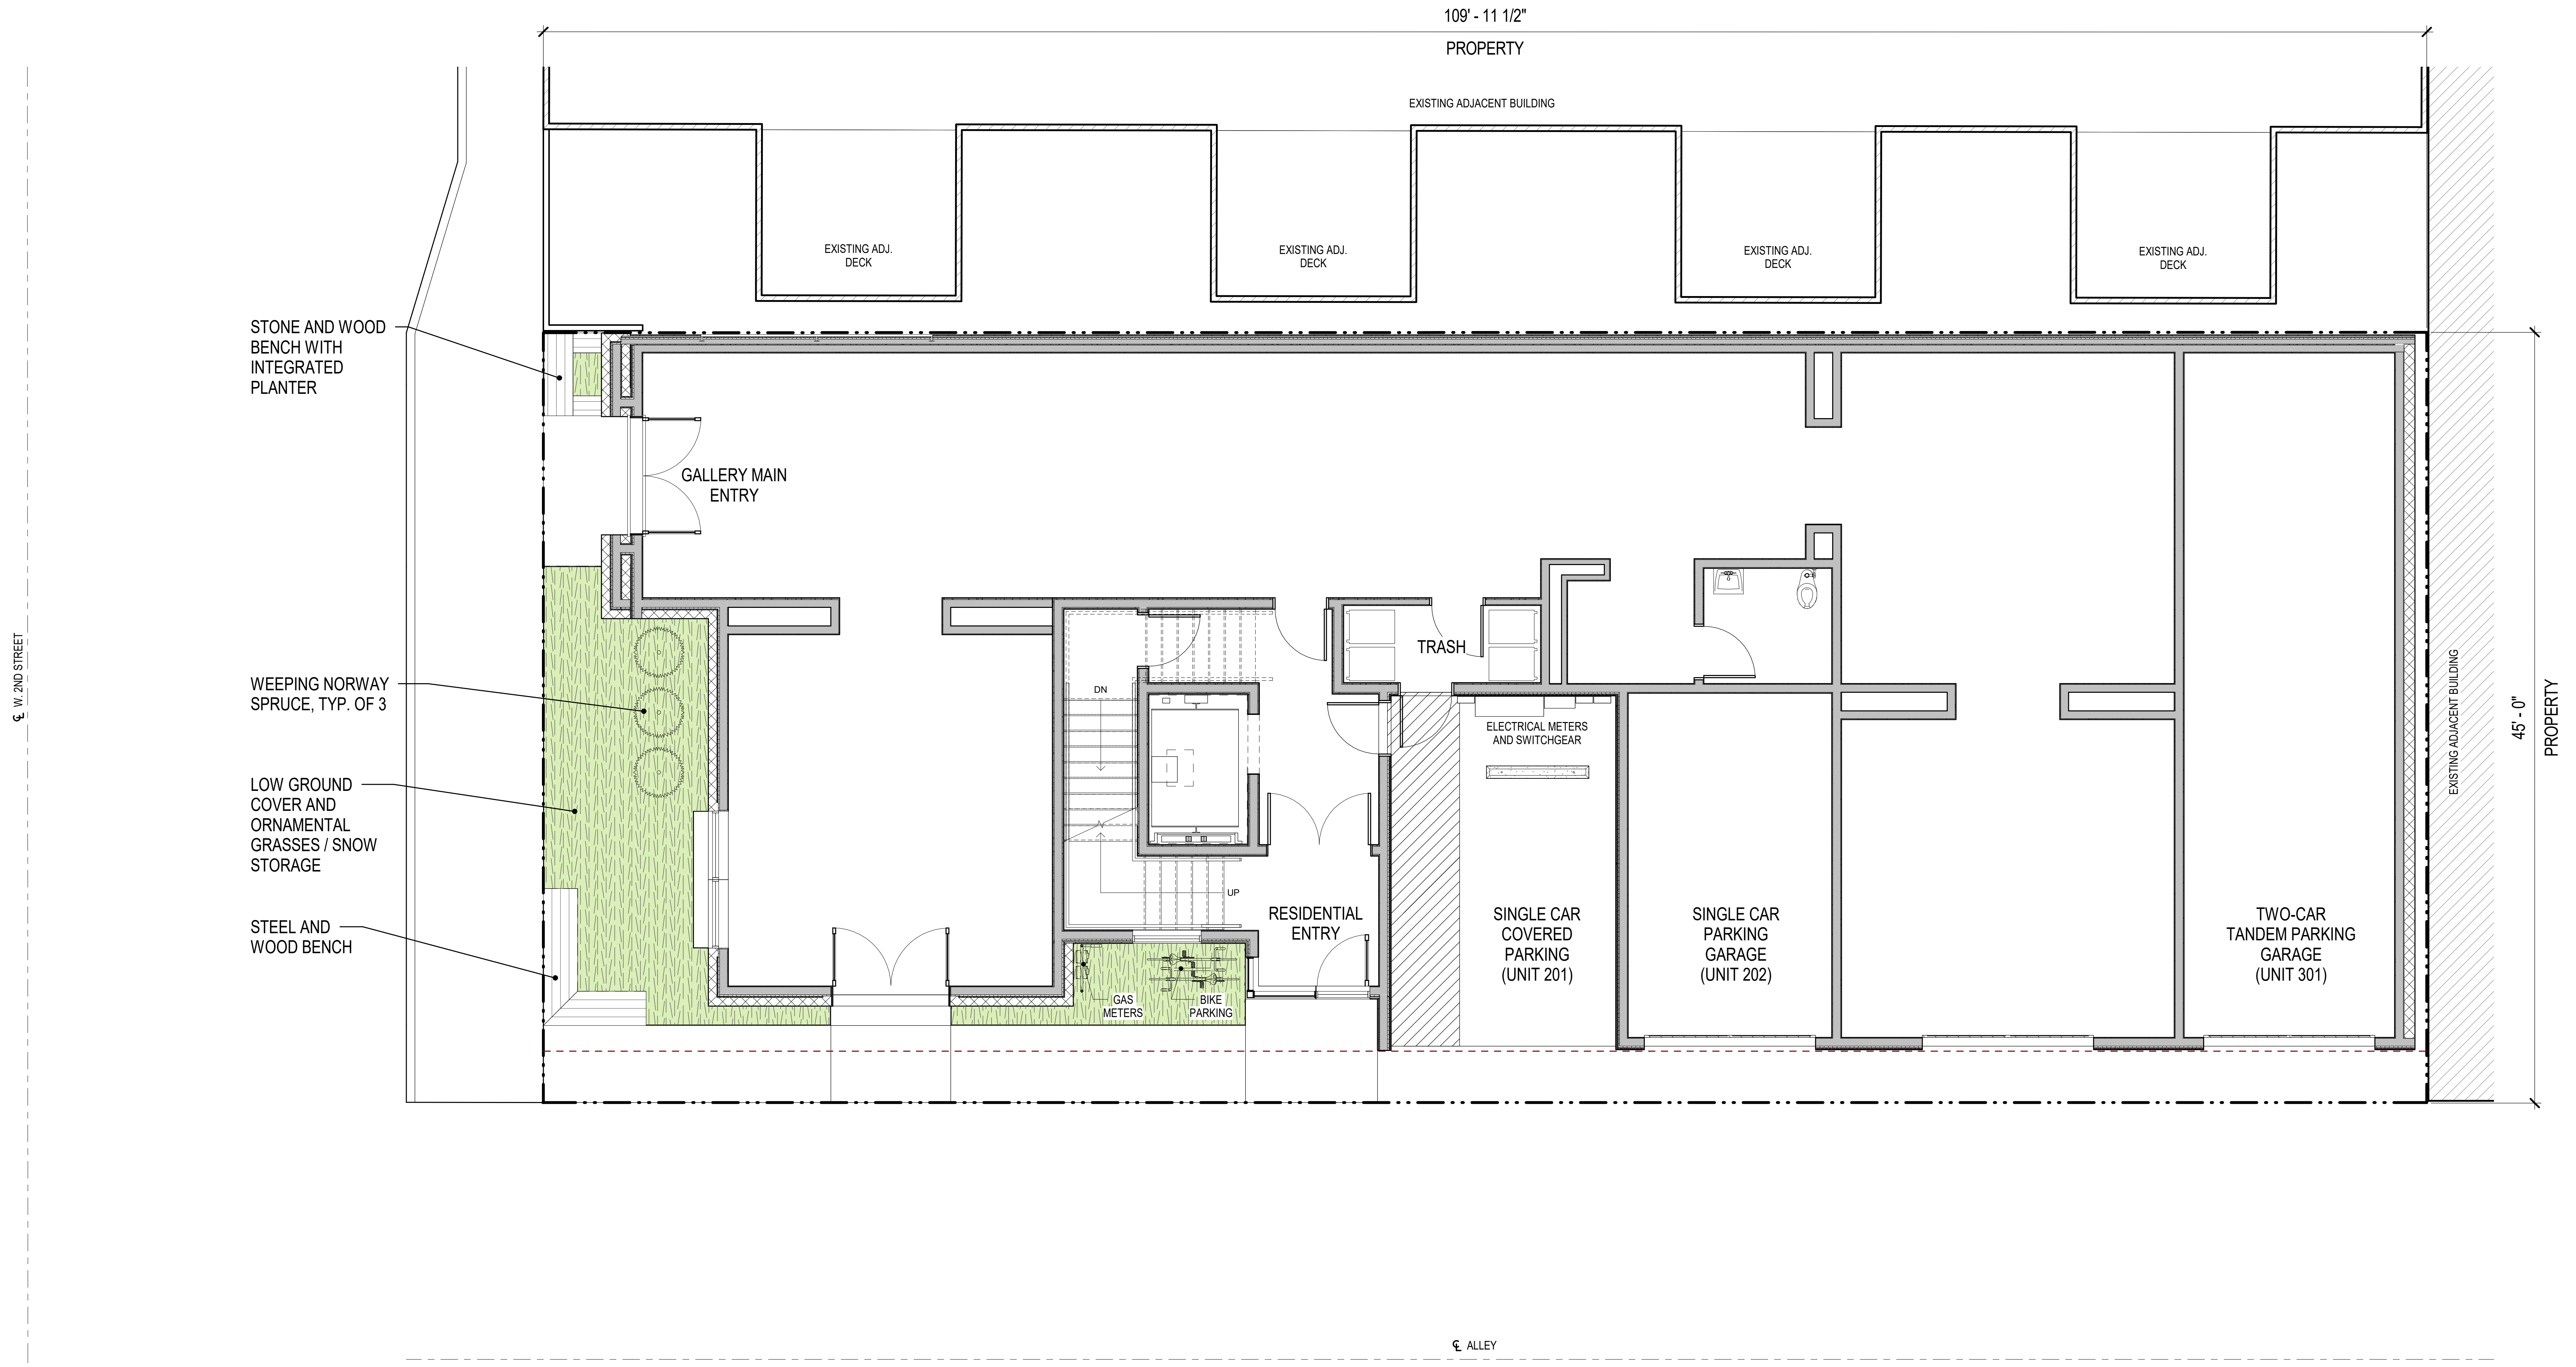 109' - 11 1/2"
PROPERTY
EXISTING ADJACENT BUILDING
EXISTING ADJ.
DECK
EXISTING ADJ.
DECK
EXISTING ADJ.
DECK
EXISTING ADJ.
DECK
STONE AND WOOD
BENCH WITH
INTEGRATED
PLANTER
GALLERY MAIN
ENTRY
WEEPING NORWAY
SPRUCE, TYP. OF 3
LOW GROUND
COVER AND
ORNAMENTAL
GRASSES / SNOW
STORAGE
STEEL AND
WOOD BENCH
℄ W. 2ND STREET
TRASH
DN
UP
ELECTRICAL METERS
AND SWITCHGEAR
RESIDENTIAL
ENTRY
GAS
METERS
BIKE
PARKING
SINGLE CAR
COVERED
PARKING
(UNIT 201)
SINGLE CAR
PARKING
GARAGE
(UNIT 202)
TWO-CAR
TANDEM PARKING
GARAGE
(UNIT 301)
EXISTING ADJACENT BUILDING
45' - 0"
PROPERTY
℄ ALLEY